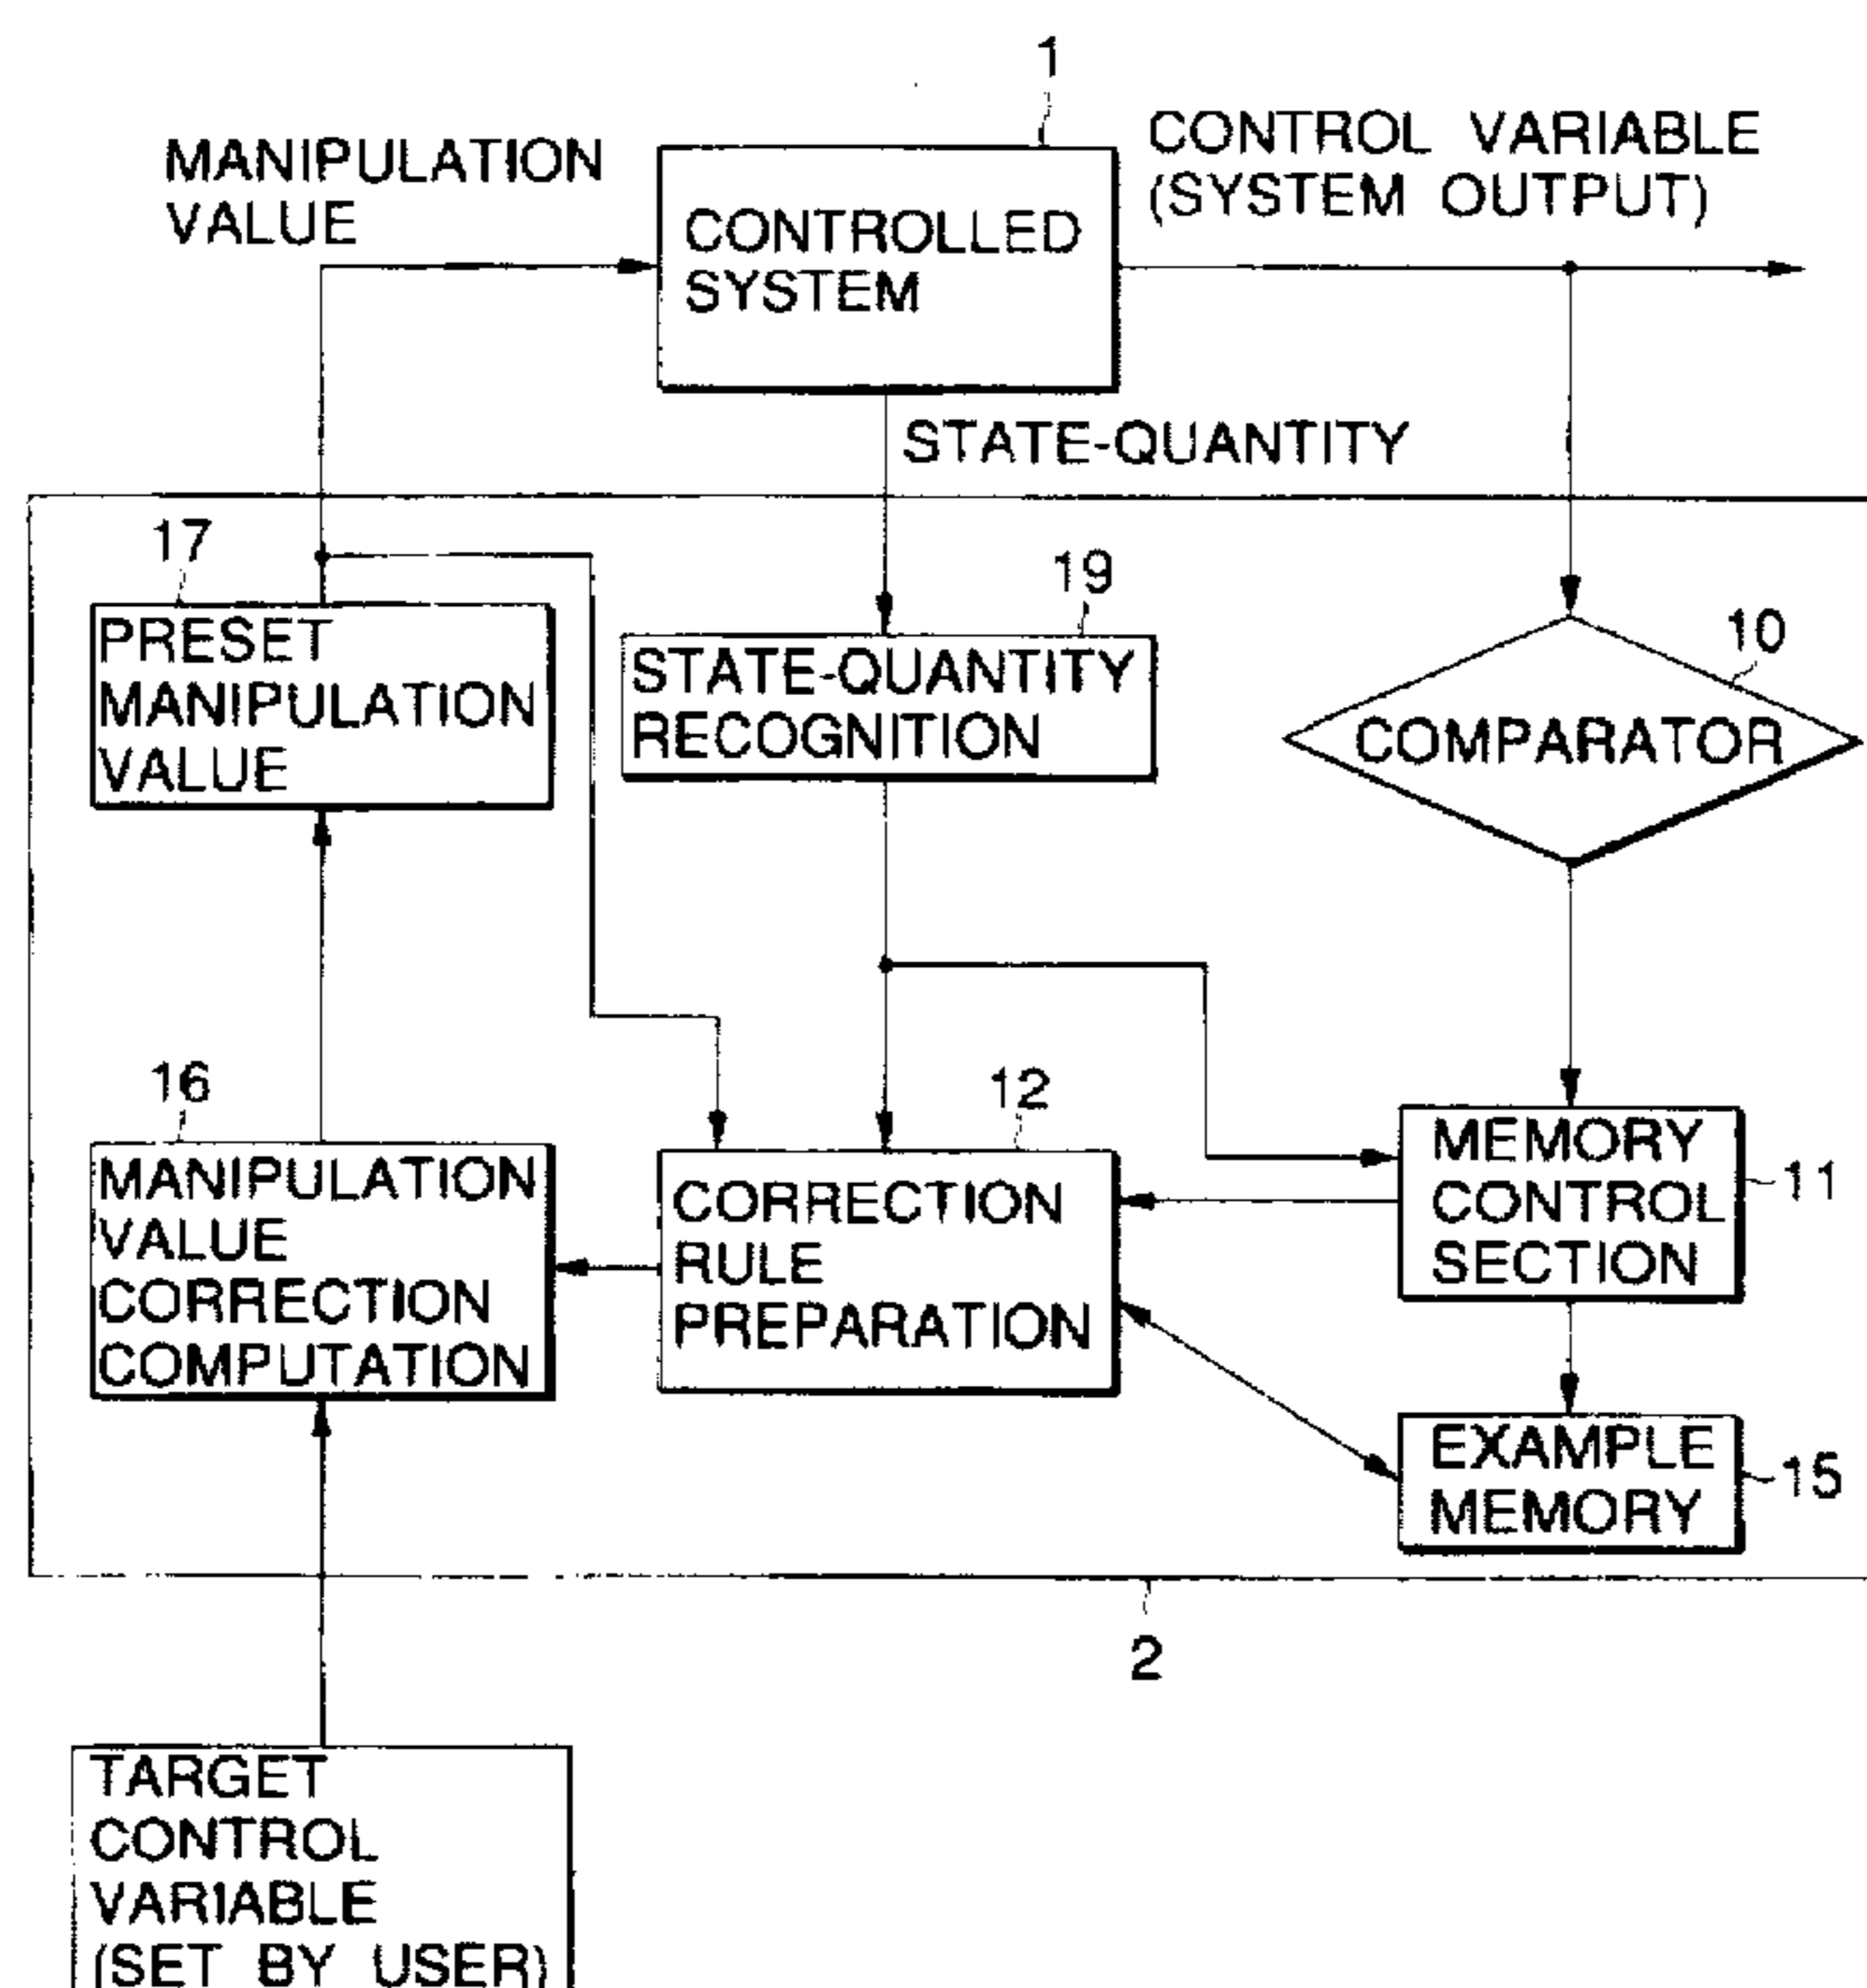 1
MANIPULATION
VALUE
CONTROLLED
SYSTEM
CONTROL VARIABLE
(SYSTEM OUTPUT)
STATE-QUANTITY
17
PRESET
MANIPULATION
VALUE
19
STATE-QUANTITY
RECOGNITION
10
COMPARATOR
16
MANIPULATION
VALUE
CORRECTION
COMPUTATION
12
CORRECTION
RULE
PREPARATION
MEMORY
CONTROL
SECTION
11
EXAMPLE
MEMORY
15
2
TARGET
CONTROL
VARIABLE
(SET BY USER)